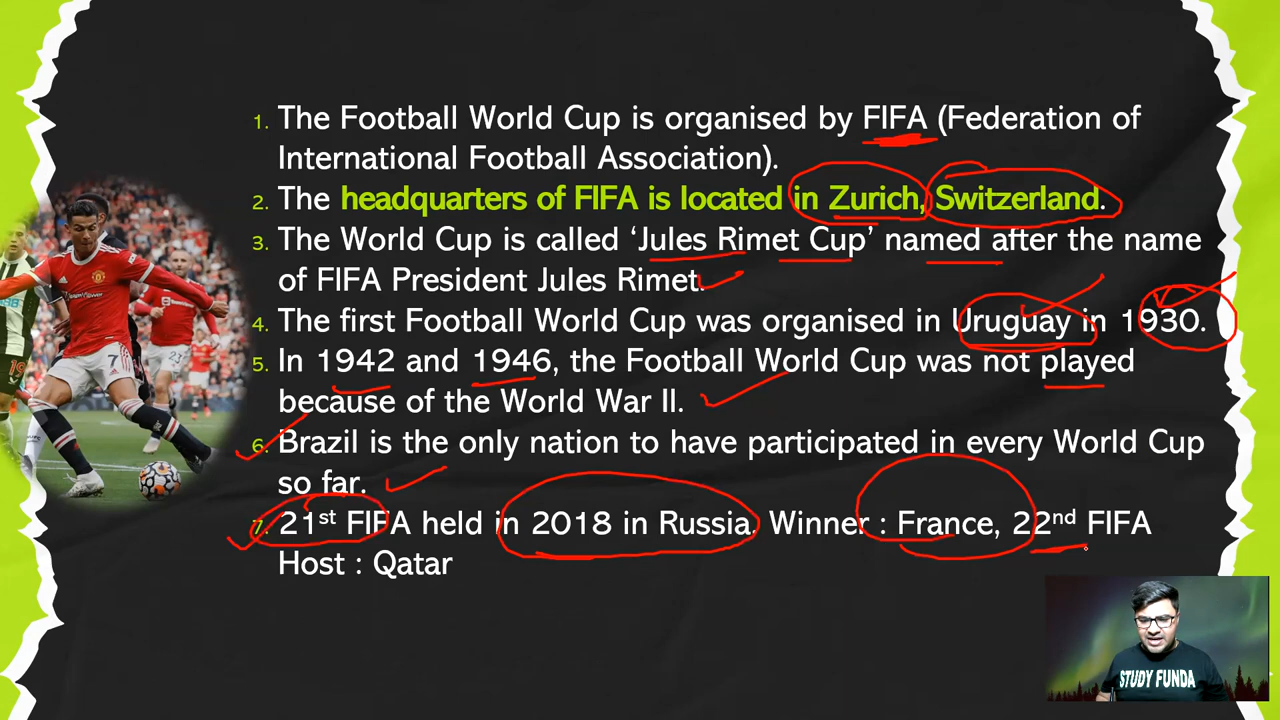 1. The Football World Cup is organised by FIFA (Federation of
International Football Association).
2. The headquarters of FIFA is located in Zurich, Switzerland.
3. The World Cup is called ‘Jules Rimet Cup’ named after the name
of FIFA President Jules Rimet.
4. The first Football World Cup was organised in Uruguay in 1930.
5. In 1942 and 1946, the Football World Cup was not played
because of the World War II.
6. Brazil is the only nation to have participated in every World Cup
so far.
7. 21st FIFA held in 2018 in Russia. Winner : France, 22nd FIFA
Host : Qatar
7
23
19
STUDY FUNDA